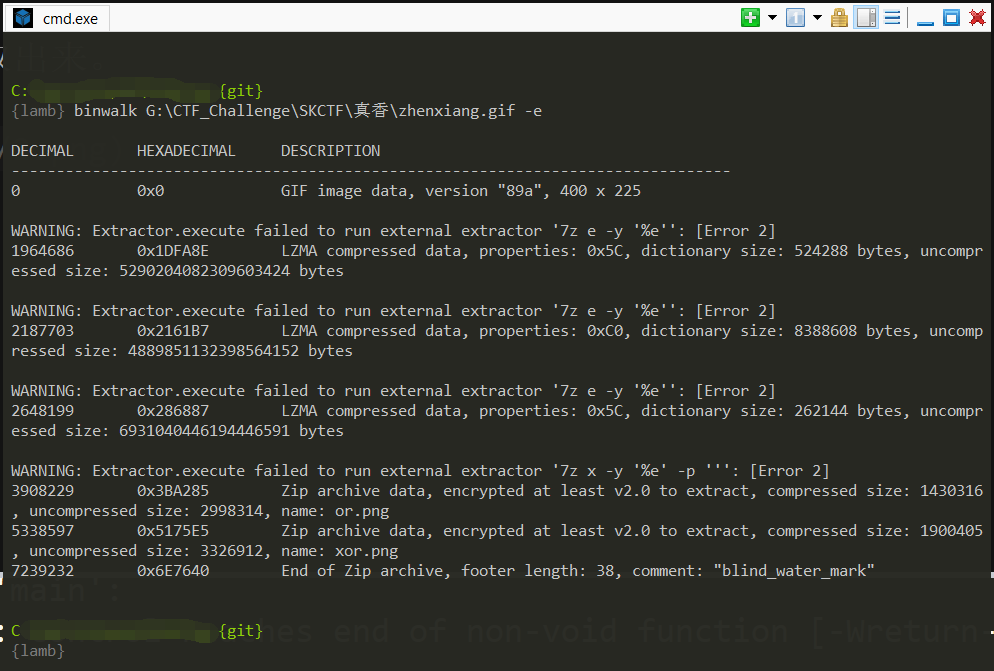 cmd.exe
C: {git}
{lamb} binwalk G:\CTF_Challenge\SKCTF\真香\zhenxiang.gif -e
DECIMAL HEXADECIMAL DESCRIPTION
--------------------------------------------------------------------------------
0 0x0 GIF image data, version "89a", 400 x 225
WARNING: Extractor.execute failed to run external extractor '7z e -y '%e'': [Error 2]
1964686 0x1DFA8E LZMA compressed data, properties: 0x5C, dictionary size: 524288 bytes, uncompr
essed size: 5290204082309603424 bytes
WARNING: Extractor.execute failed to run external extractor '7z e -y '%e'': [Error 2]
2187703 0x2161B7 LZMA compressed data, properties: 0xC0, dictionary size: 8388608 bytes, uncomp
ressed size: 4889851132398564152 bytes
WARNING: Extractor.execute failed to run external extractor '7z e -y '%e'': [Error 2]
2648199 0x286887 LZMA compressed data, properties: 0x5C, dictionary size: 262144 bytes, uncompr
essed size: 6931040446194446591 bytes
WARNING: Extractor.execute failed to run external extractor '7z x -y '%e' -p ''': [Error 2]
3908229 0x3BA285 Zip archive data, encrypted at least v2.0 to extract, compressed size: 1430316
, uncompressed size: 2998314, name: or.png
5338597 0x5175E5 Zip archive data, encrypted at least v2.0 to extract, compressed size: 1900405
, uncompressed size: 3326912, name: xor.png
7239232 0x6E7640 End of Zip archive, footer length: 38, comment: "blind_water_mark"
main':
C {git}
end of non-void function [-Wreturn
{lamb}